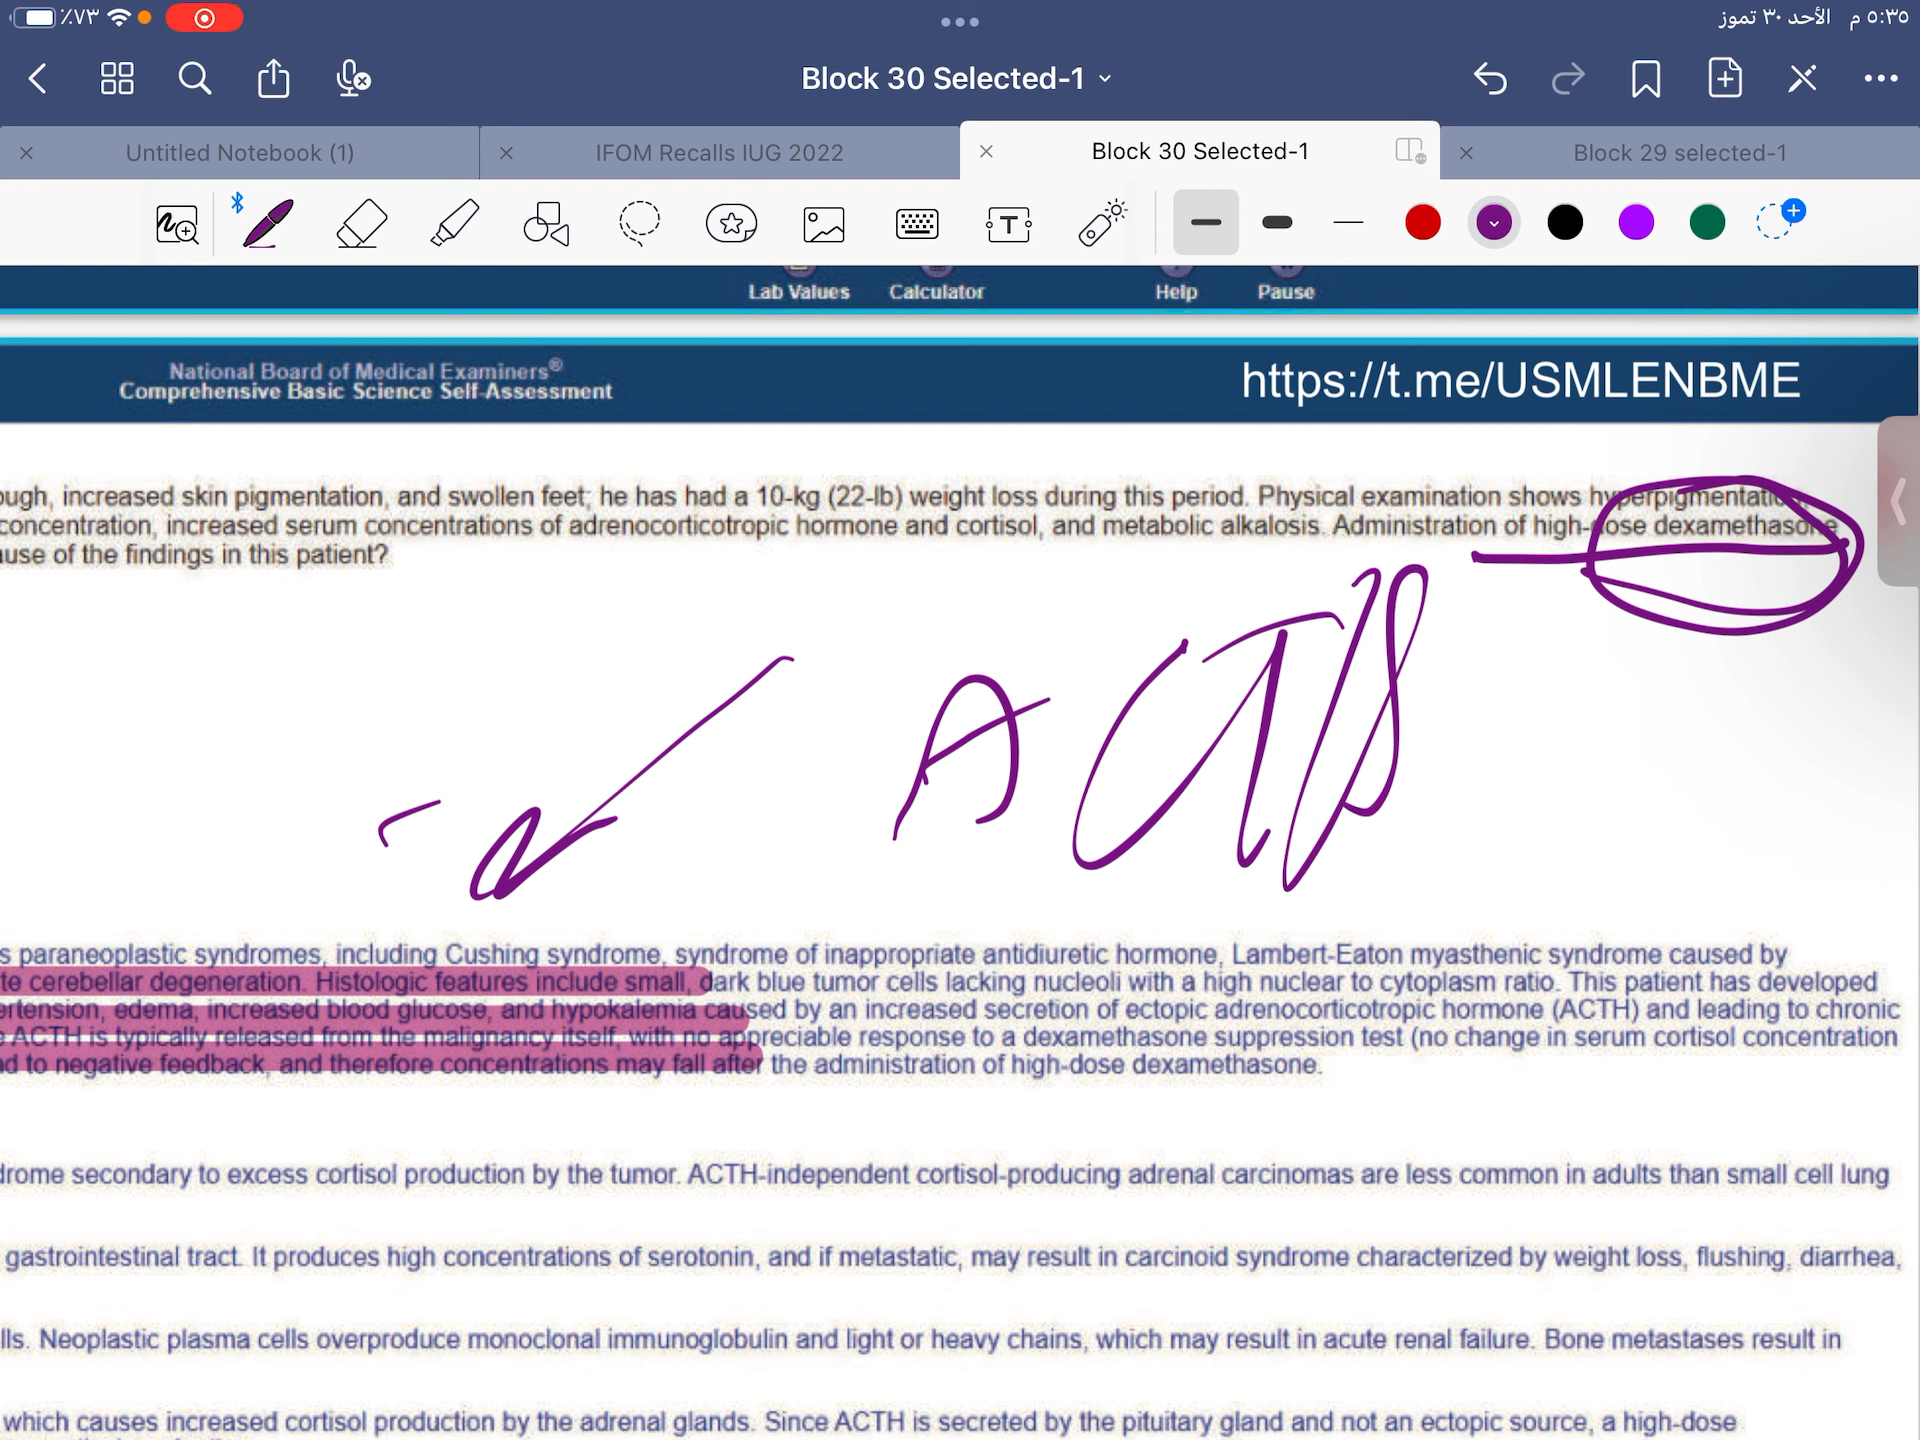 ٪٧٣
٥:٣٥ م الأحد ٣٠ تموز
Block 30 Selected-1
Untitled Notebook (1)
IFOM Recalls IUG 2022
Block 30 Selected-1
Block 29 selected-1
T
Lab Values Calculator Help Pause
National Board of Medical Examiners®
Comprehensive Basic Science Self-Assessment
https://t.me/USMLENBME
ough, increased skin pigmentation, and swollen feet; he has had a 10-kg (22-lb) weight loss during this period. Physical examination shows hyperpigmentation
concentration, increased serum concentrations of adrenocorticotropic hormone and cortisol, and metabolic alkalosis. Administration of high-dose dexamethasone
use of the findings in this patient?
s paraneoplastic syndromes, including Cushing syndrome, syndrome of inappropriate antidiuretic hormone, Lambert-Eaton myasthenic syndrome caused by
te cerebellar degeneration. Histologic features include small, dark blue tumor cells lacking nucleoli with a high nuclear to cytoplasm ratio. This patient has developed
ertension, edema, increased blood glucose, and hypokalemia caused by an increased secretion of ectopic adrenocorticotropic hormone (ACTH) and leading to chronic
ACTH is typically released from the malignancy itself, with no appreciable response to a dexamethasone suppression test (no change in serum cortisol concentration
d to negative feedback, and therefore concentrations may fall after the administration of high-dose dexamethasone.
drome secondary to excess cortisol production by the tumor. ACTH-independent cortisol-producing adrenal carcinomas are less common in adults than small cell lung
gastrointestinal tract. It produces high concentrations of serotonin, and if metastatic, may result in carcinoid syndrome characterized by weight loss, flushing, diarrhea,
lls. Neoplastic plasma cells overproduce monoclonal immunoglobulin and light or heavy chains, which may result in acute renal failure. Bone metastases result in
which causes increased cortisol production by the adrenal glands. Since ACTH is secreted by the pituitary gland and not an ectopic source, a high-dose